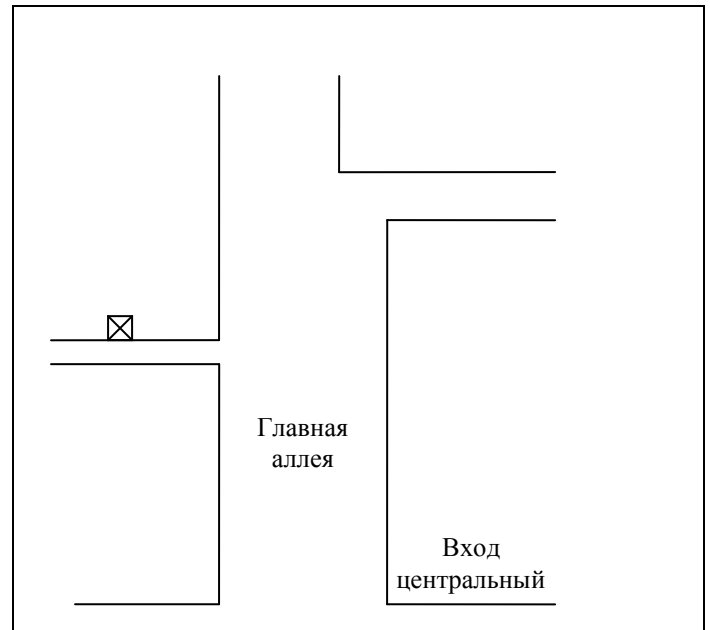 Главная
аллея
Вход
центральный